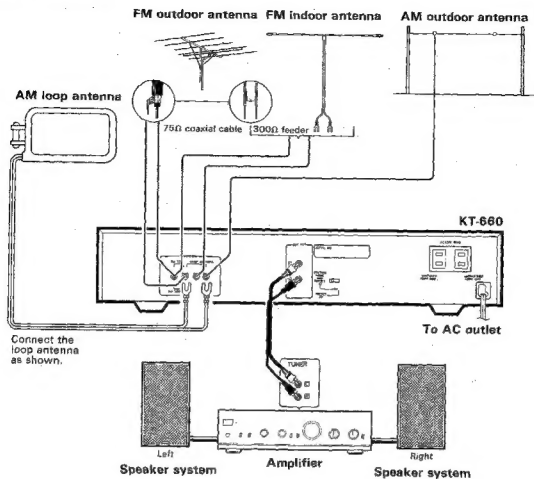 FM outdoor antenna
FM indoor antenna
AM outdoor antenna
AM loop antenna
75Ω coaxial cable
300Ω feeder
KT-660
To AC outlet
Connect the
loop antenna
as shown.
TUNER
Left
Speaker system
Amplifier
Right
Speaker system